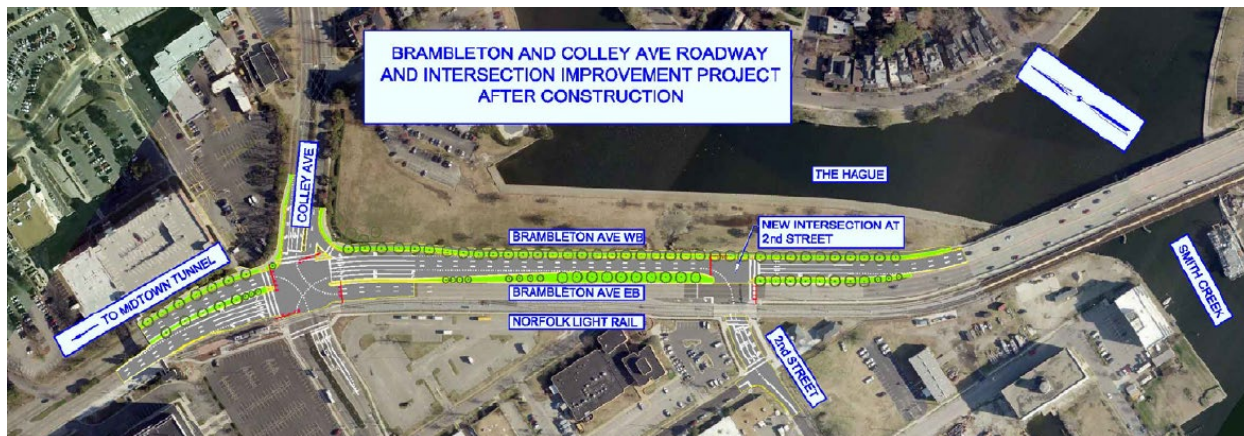 BRAMBLETON AND COLLEY AVE ROADWAY
AND INTERSECTION IMPROVEMENT PROJECT
AFTER CONSTRUCTION
COLLEY AVE
THE HAGUE
NEW INTERSECTION AT
2nd STREET
BRAMBLETON AVE WB
SMITH CREEK
TO MIDTOWN TUNNEL
BRAMBLETON AVE EB
NORFOLK LIGHT RAIL
2nd STREET